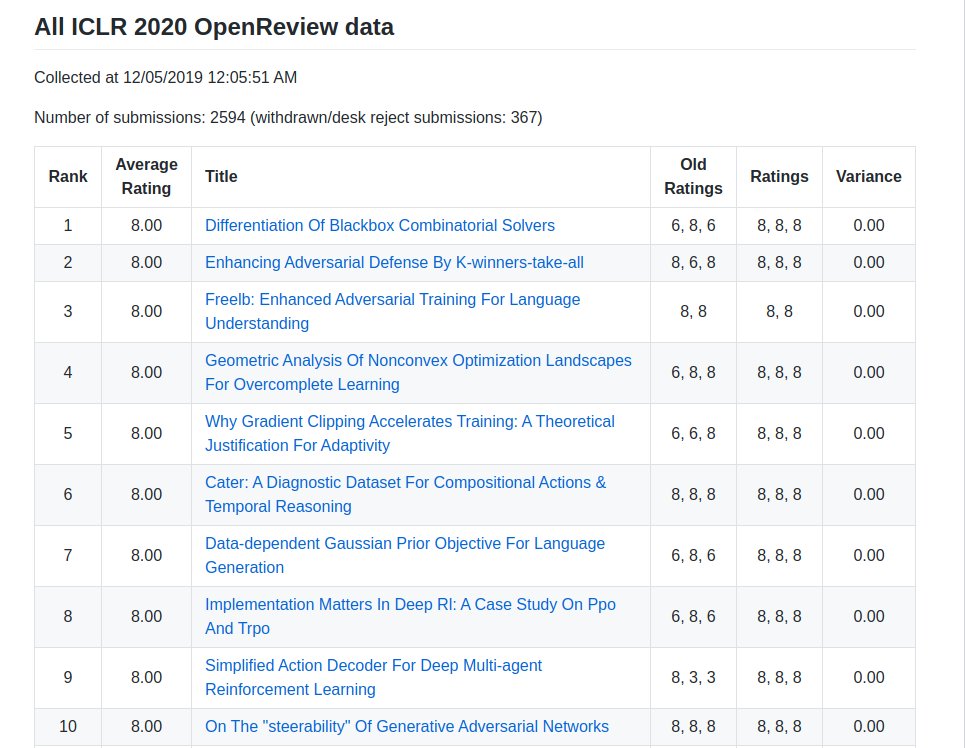 All ICLR 2020 OpenReview data
Collected at 12/05/2019 12:05:51 AM
Number of submissions: 2594 (withdrawn/desk reject submissions: 367)
Rank Average Rating Title Old Ratings Ratings Variance
1 8.00 Differentiation Of Blackbox Combinatorial Solvers 6, 8, 6 8, 8, 8 0.00
2 8.00 Enhancing Adversarial Defense By K-winners-take-all 8, 6, 8 8, 8, 8 0.00
3 8.00 Freelb: Enhanced Adversarial Training For Language Understanding 8, 8 8, 8 0.00
4 8.00 Geometric Analysis Of Nonconvex Optimization Landscapes For Overcomplete Learning 6, 8, 8 8, 8, 8 0.00
5 8.00 Why Gradient Clipping Accelerates Training: A Theoretical Justification For Adaptivity 6, 6, 8 8, 8, 8 0.00
6 8.00 Cater: A Diagnostic Dataset For Compositional Actions & Temporal Reasoning 8, 8, 8 8, 8, 8 0.00
7 8.00 Data-dependent Gaussian Prior Objective For Language Generation 6, 8, 6 8, 8, 8 0.00
8 8.00 Implementation Matters In Deep Rl: A Case Study On Ppo And Trpo 6, 8, 6 8, 8, 8 0.00
9 8.00 Simplified Action Decoder For Deep Multi-agent Reinforcement Learning 8, 3, 3 8, 8, 8 0.00
10 8.00 On The "steerability" Of Generative Adversarial Networks 8, 8, 8 8, 8, 8 0.00